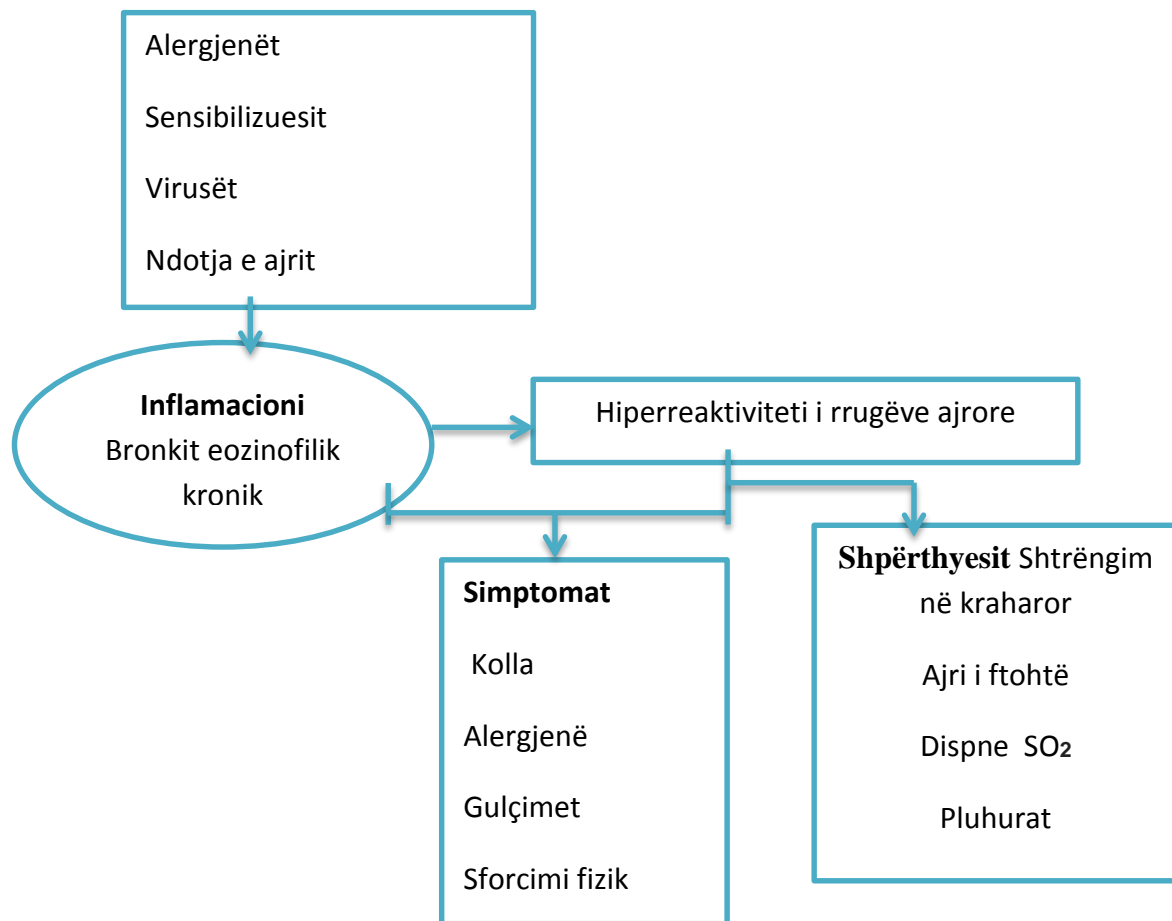 Alergjenët
Sensibilizuesit
Virusët
Ndotja e ajrit
Inflamacioni
Bronkit eozinofilik
kronik
Hiperreaktiviteti i rrugëve ajrore
Simptomat
Kolla
Alergjenë
Gulçimet
Sforcimi fizik
Shpërthyesit Shtrëngim
në kraharor
Ajri i ftohtë
Dispne SO2
Pluhurat